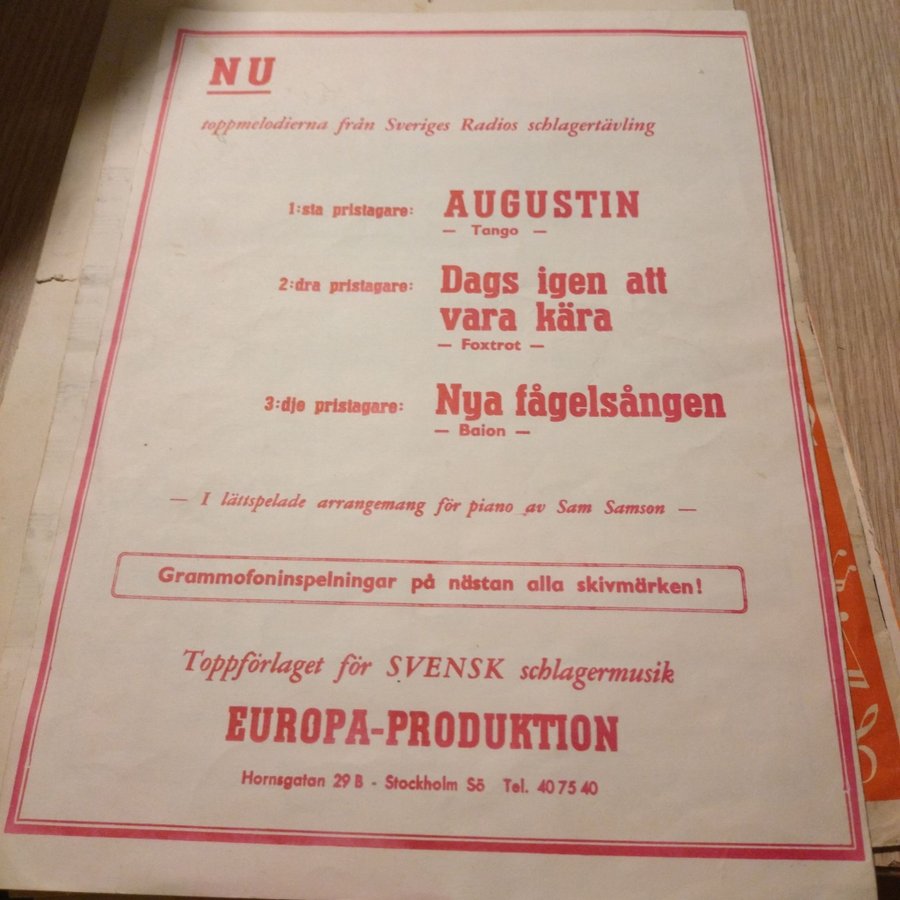 NU
toppmelodierna från Sveriges Radios schlagertävling
1:sta pristagare: AUGUSTIN
— Tango —
2:dra pristagare: Dags igen att
vara kära
— Foxtrot —
3:dje pristagare: Nya fågelsången
— Baion —
— I lättspelade arrangemang för piano av Sam Samson —
Grammofoninspelningar på nästan alla skivmärken!
Toppförlaget för SVENSK schlagermusik
EUROPA-PRODUKTION
Hornsgatan 29 B - Stockholm Sö Tel. 40 75 40